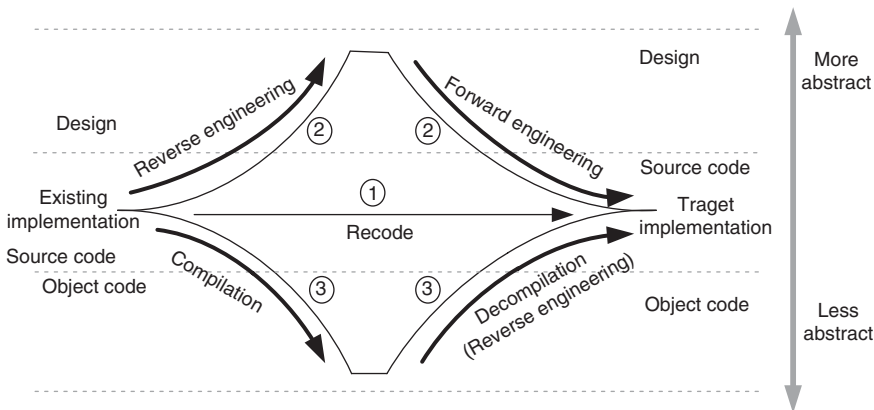 Design
More
abstract
Reverse engineering
Forward engineering
Design
2
2
Source code
1
Existing
implementation
Traget
implementation
Recode
Source code
Object code
Compilation
3
3
Decompilation
(Reverse engineering)
Object code
Less
abstract